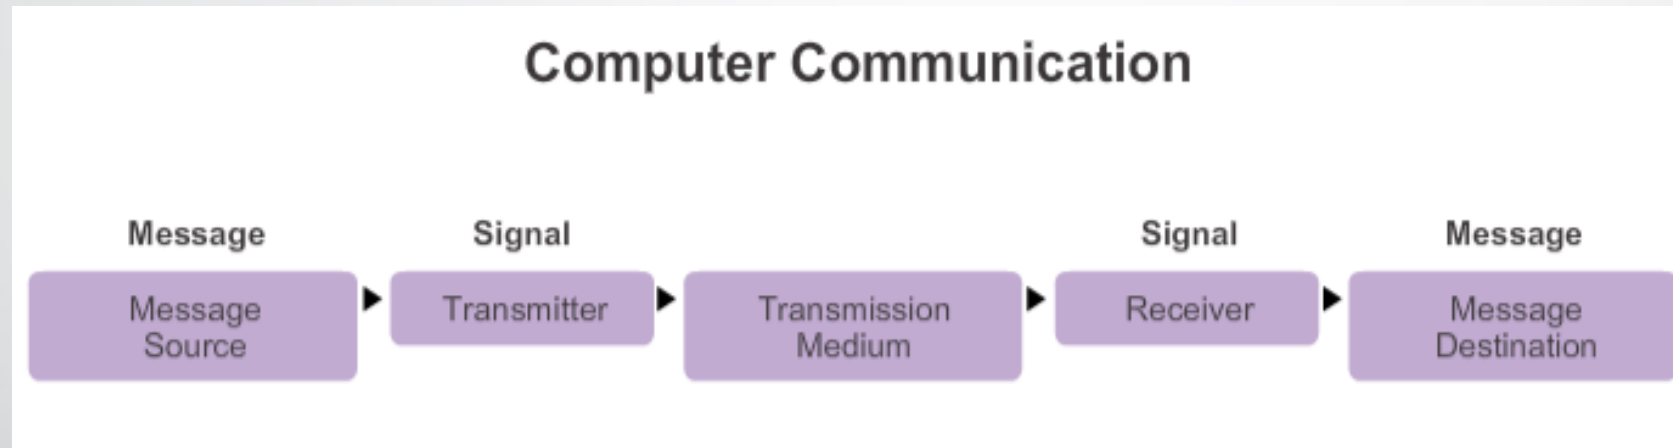 Computer Communication
Message
Signal
Signal
Message
Message
Source
Transmitter
Transmission
Medium
Receiver
Message
Destination